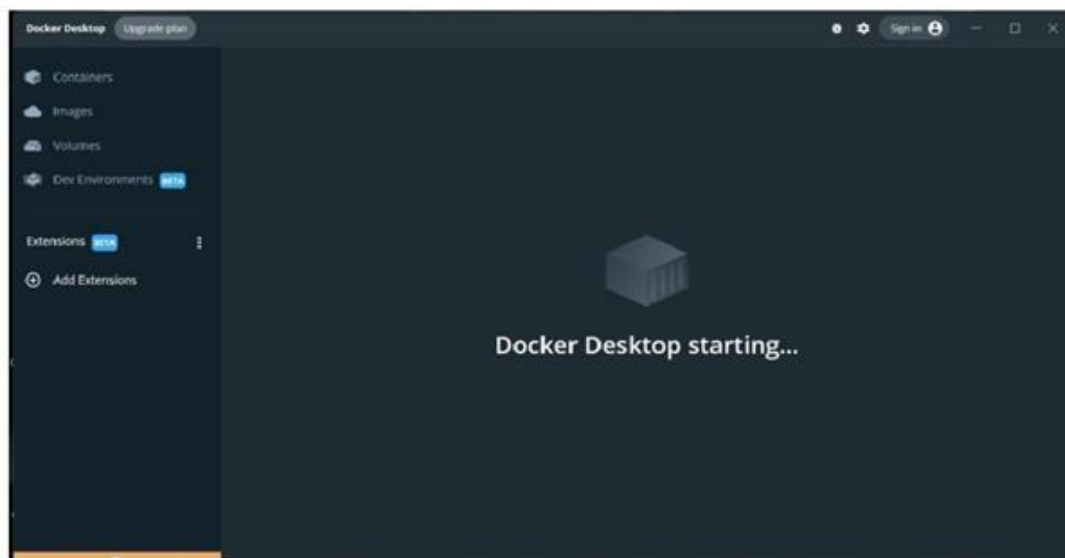 Docker Desktop Upgrade plan Sign in
Containers
Images
Volumes
Dev Environments BETA
Extensions BETA
Add Extensions
Docker Desktop starting...